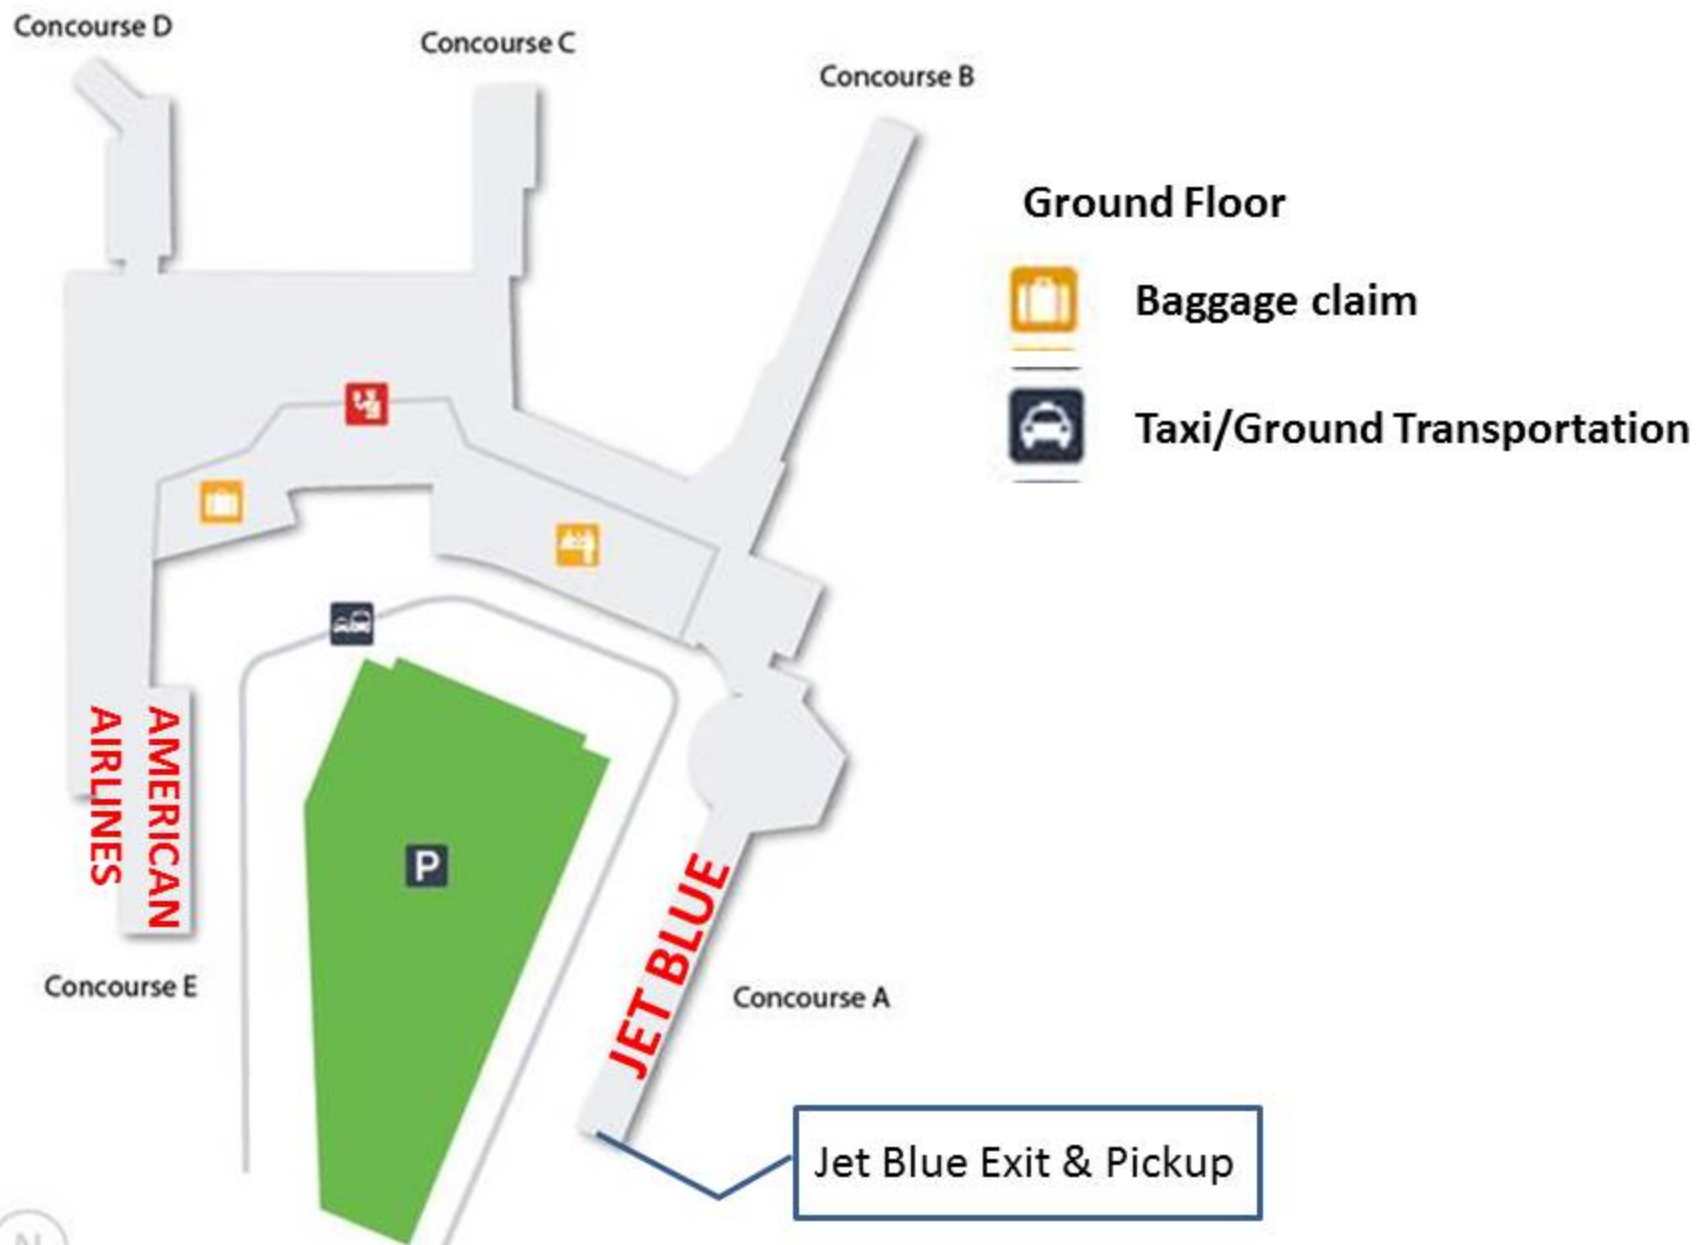 Concourse D
Concourse C
Concourse B
Ground Floor
Baggage claim
Taxi/Ground Transportation
AMERICAN
AIRLINES
P
JET BLUE
Concourse E
Concourse A
Jet Blue Exit & Pickup
N